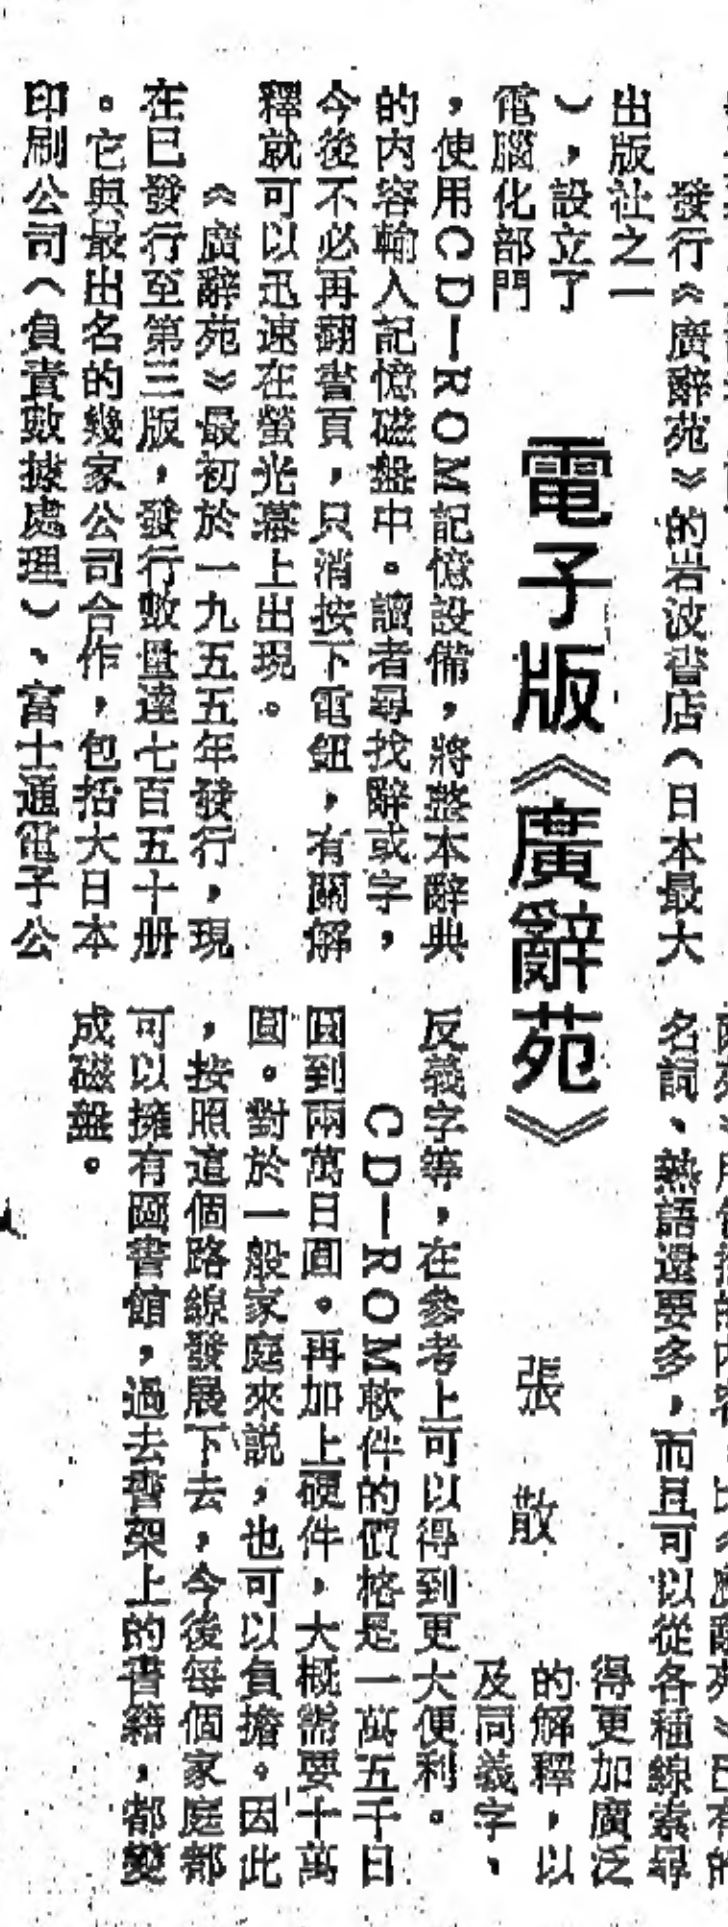 電子版《廣辭苑》
張散
發行《廣辭苑》的岩波書店（日本最大
出版社之一
），設立了
電腦化部門
，使用CD—ROM記憶設備，將整本辭典
的內容輸入記憶磁盤中。讀者尋找辭或字，
今後不必再翻書頁，只消按下電鈕，有關解
釋就可以迅速在螢光幕上出現。
《廣辭苑》最初於一九五五年發行，現
在已發行至第三版，發行數量達七百五十册
。它與最出名的幾家公司合作，包括大日本
印刷公司（負責數據處理）、富士通電子公
名詞、熟語還要多，而且可以從各種線索尋
得更加廣泛
的解釋，以
及同義字、
反義字等，在參考上可以得到更大便利。
CD—ROM軟件的價格是一萬五千日
圓到兩萬日圓。再加上硬件，大概需要十萬
圓。對於一般家庭來説，也可以負擔。因此
，按照這個路線發展下去，今後每個家庭都
可以擁有圖書館，過去書架上的書籍，都變
成磁盤。